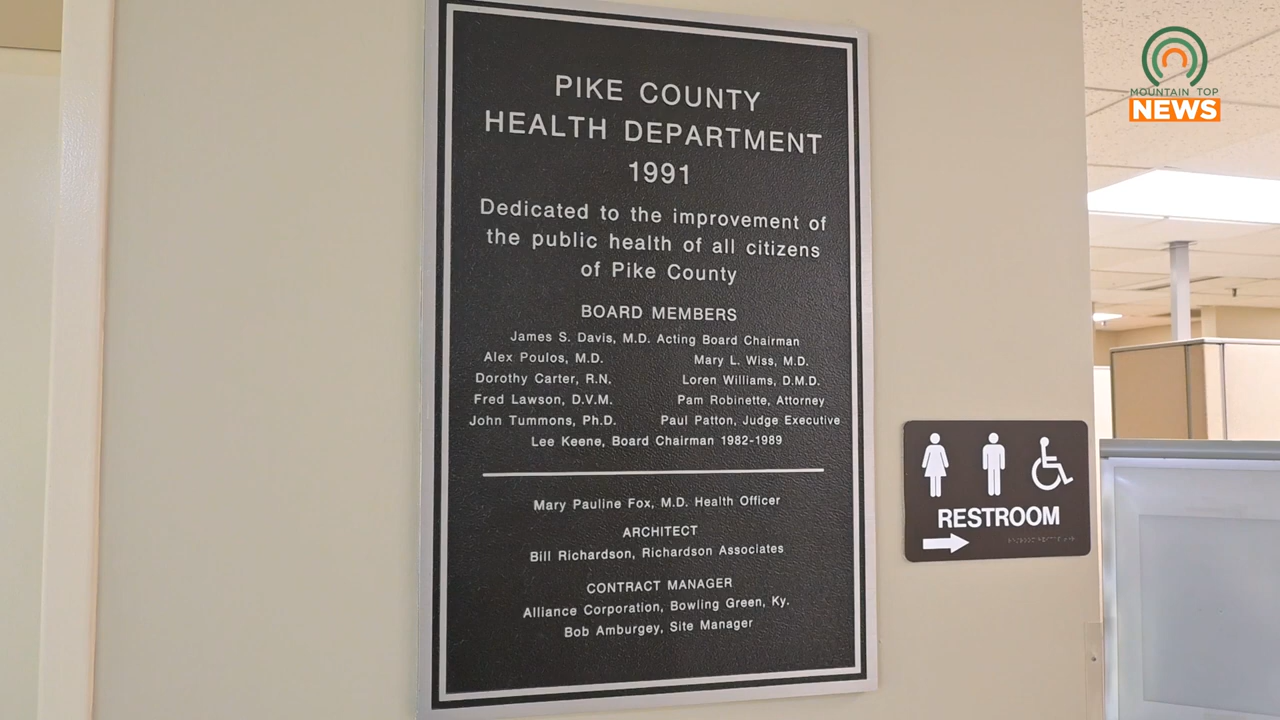 MOUNTAIN TOP
NEWS
PIKE COUNTY
HEALTH DEPARTMENT
1991
Dedicated to the improvement of
the public health of all citizens
of Pike County
BOARD MEMBERS
James S. Davis, M.D. Acting Board Chairman
Alex Poulos, M.D. Mary L. Wiss, M.D.
Dorothy Carter, R.N. Loren Williams, D.M.D.
Fred Lawson, D.V.M. Pam Robinette, Attorney
John Tummons, Ph.D. Paul Patton, Judge Executive
Lee Keene, Board Chairman 1982-1989
Mary Pauline Fox, M.D. Health Officer
ARCHITECT
Bill Richardson, Richardson Associates
CONTRACT MANAGER
Alliance Corporation, Bowling Green, Ky.
Bob Amburgey, Site Manager
RESTROOM